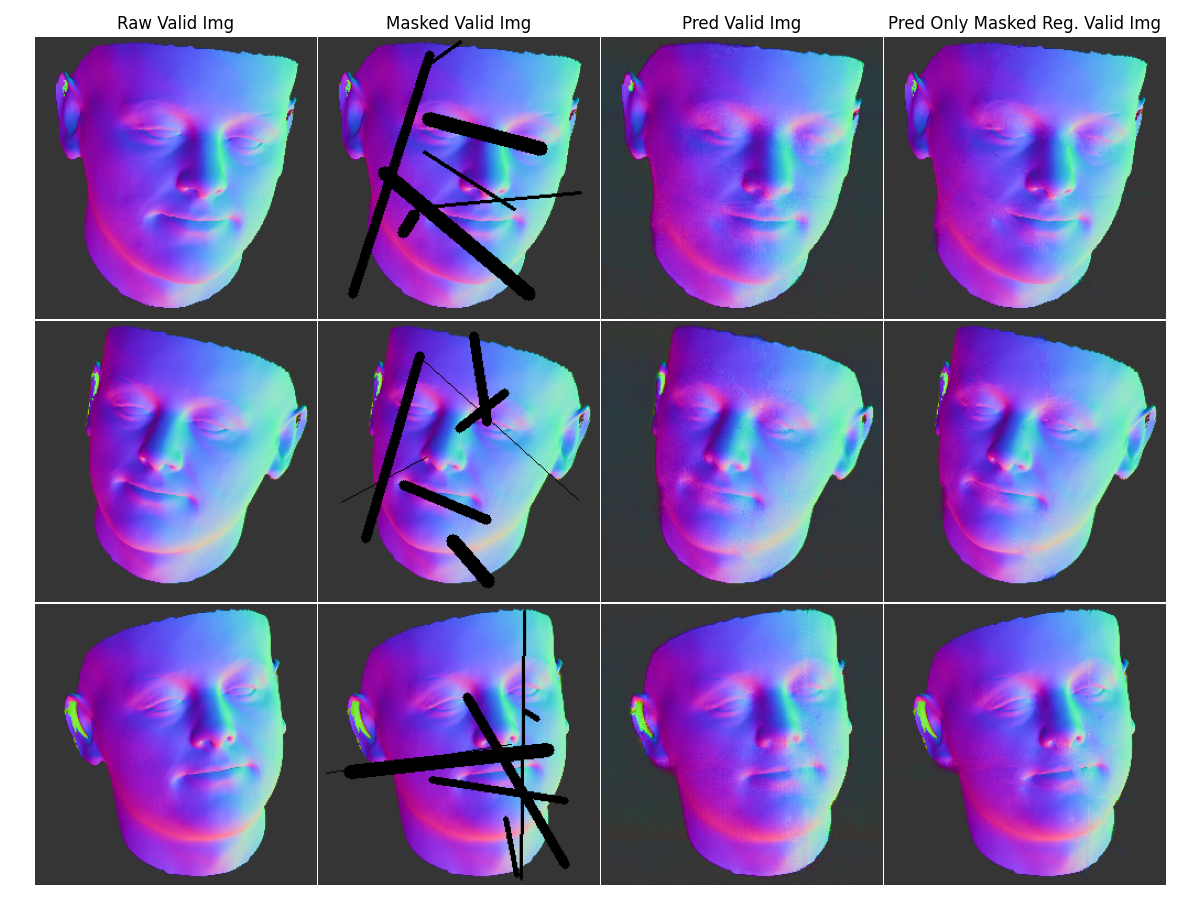 Raw Valid Img
Masked Valid Img
Pred Valid Img
Pred Only Masked Reg. Valid Img